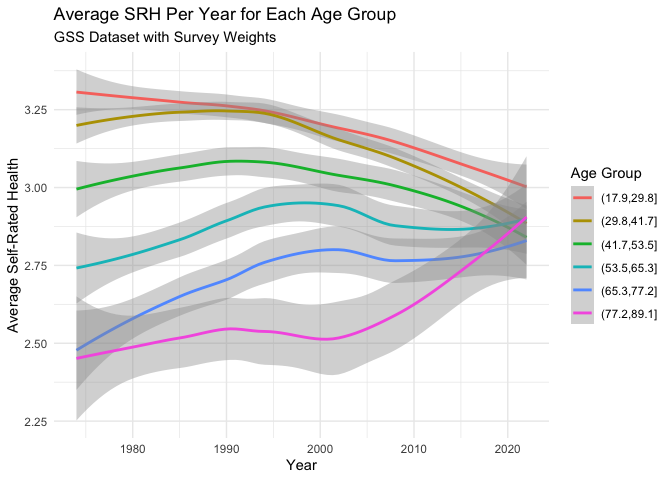 Average SRH Per Year for Each Age Group
GSS Dataset with Survey Weights
Average Self-Rated Health
3.25
3.00
2.75
2.50
2.25
1980 1990 2000 2010 2020
Year
Age Group
(17.9,29.8]
(29.8,41.7]
(41.7,53.5]
(53.5,65.3]
(65.3,77.2]
(77.2,89.1]